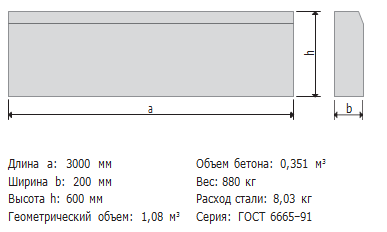 h
a
b
Длина а: 3000 мм
Ширина b: 200 мм
Высота h: 600 мм
Геометрический объем: 1,08 м³
Объем бетона: 0,351 м³
Вес: 880 кг
Расход стали: 8,03 кг
Серия: ГОСТ 6665-91